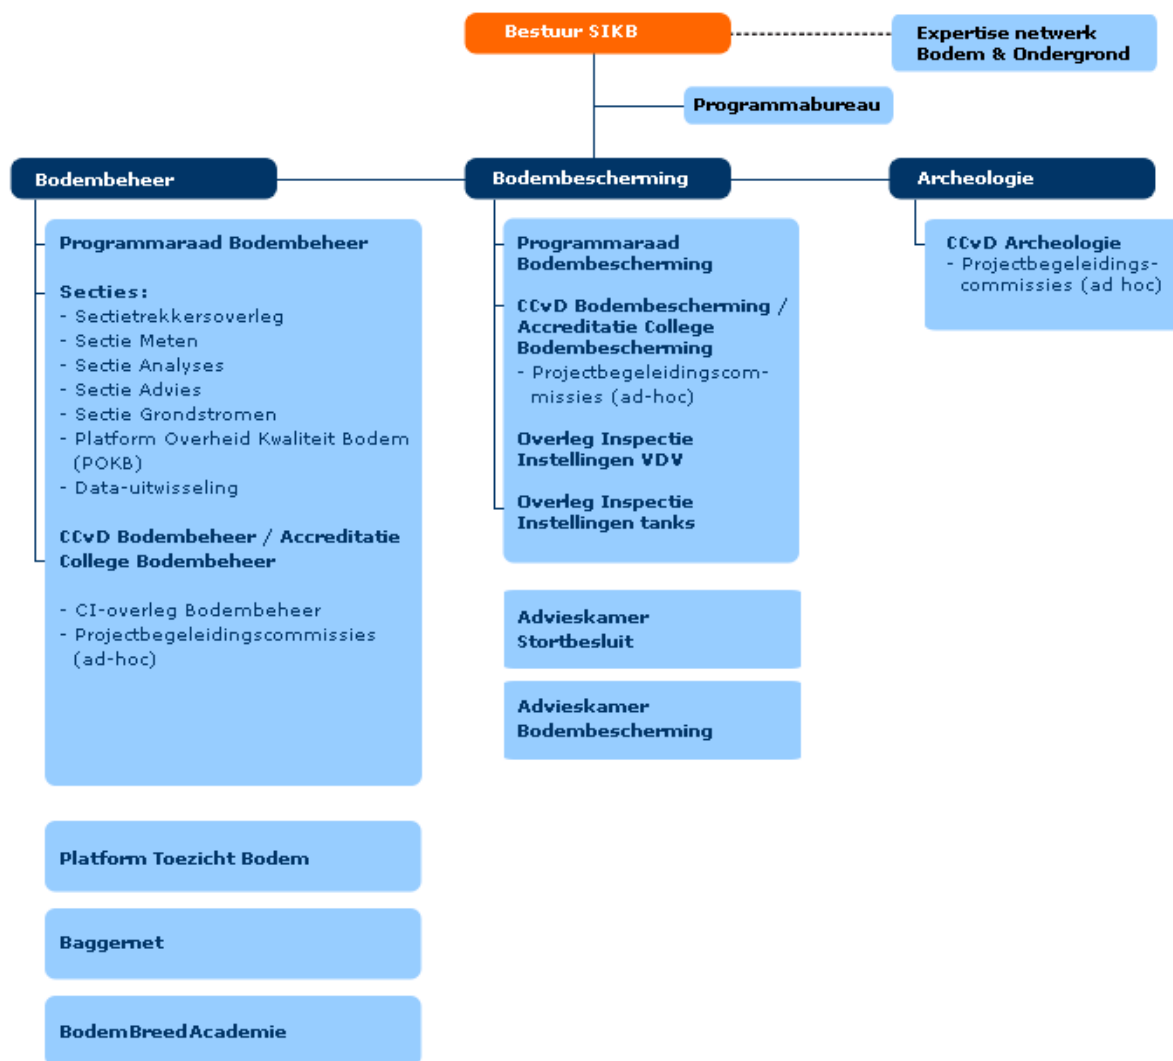 Bestuur SIKB
Expertise netwerk
Bodem & Ondergrond
Programmabureau
Bodembeheer
Bodembescherming
Archeologie
Programmaraad Bodembeheer
Secties:
- Sectietrekkersoverleg
- Sectie Meten
- Sectie Analyses
- Sectie Advies
- Sectie Grondstromen
- Platform Overheid Kwaliteit Bodem
(POKB)
- Data-uitwisseling
CCvD Bodembeheer / Accreditatie
College Bodembeheer
- CI-overleg Bodembeheer
- Projectbegeleidingscommissies
(ad-hoc)
Platform Toezicht Bodem
Baggernet
BodemBreedAcademie
Programmaraad
Bodembescherming
CCvD Bodembescherming /
Accreditatie College
Bodembescherming
- Projectbegeleidingscom-
missies (ad-hoc)
Overleg Inspectie
Instellingen VDV
Overleg Inspectie
Instellingen tanks
Advieskamer
Stortbesluit
Advieskamer
Bodembescherming
CCvD Archeologie
- Projectbegeleidings-
commissies (ad hoc)